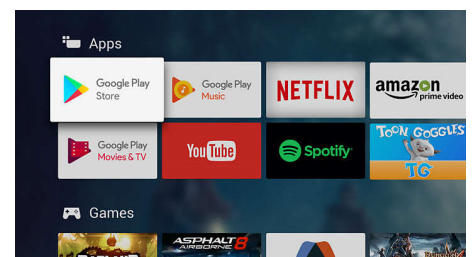 Apps
Google Play
Store
Google Play
Music
NETFLIX
amazon
prime video
Google Play
Movies & TV
YouTube
Spotify
TOON GOGGLES
TG
Games
ASPHALT 8
AIRBORNE